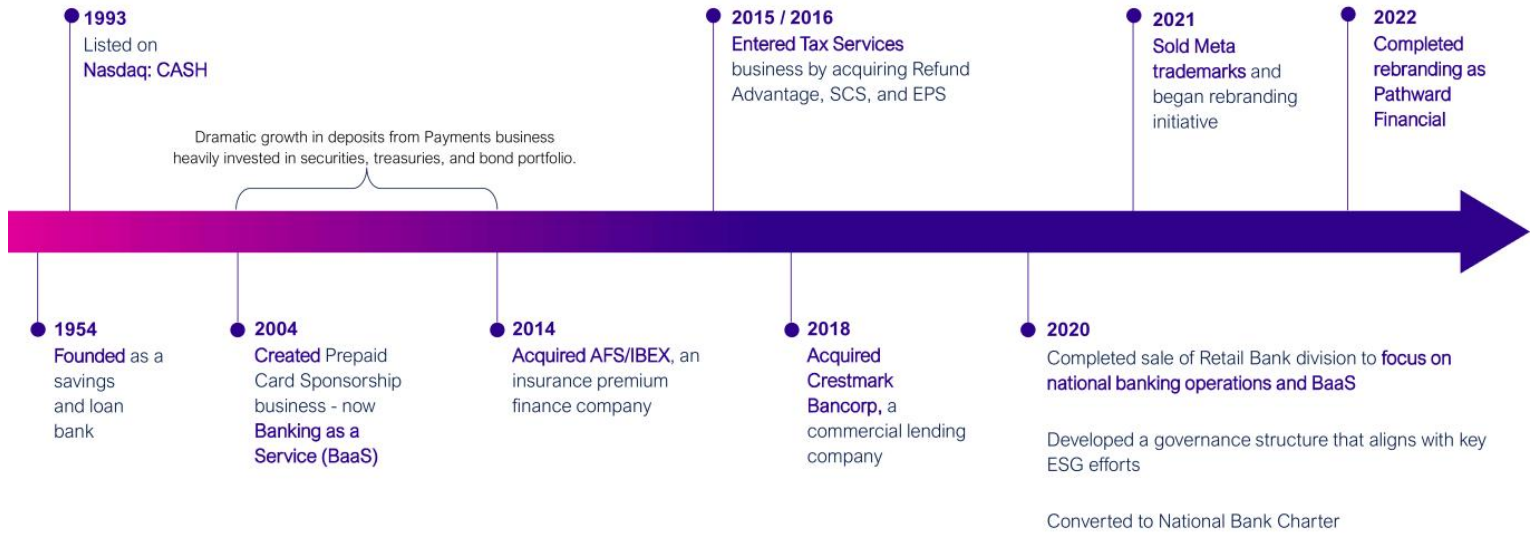 1993
Listed on
Nasdaq: CASH
2015 / 2016
Entered Tax Services
business by acquiring Refund
Advantage, SCS, and EPS
2021
Sold Meta
trademarks and
began rebranding
initiative
2022
Completed
rebranding as
Pathward
Financial
Dramatic growth in deposits from Payments business
heavily invested in securities, treasuries, and bond portfolio.
1954
Founded as a
savings
and loan
bank
2004
Created Prepaid
Card Sponsorship
business - now
Banking as a
Service (BaaS)
2014
Acquired AFS/IBEX, an
insurance premium
finance company
2018
Acquired
Crestmark
Bancorp, a
commercial lending
company
2020
Completed sale of Retail Bank division to focus on
national banking operations and BaaS
Developed a governance structure that aligns with key
ESG efforts
Converted to National Bank Charter